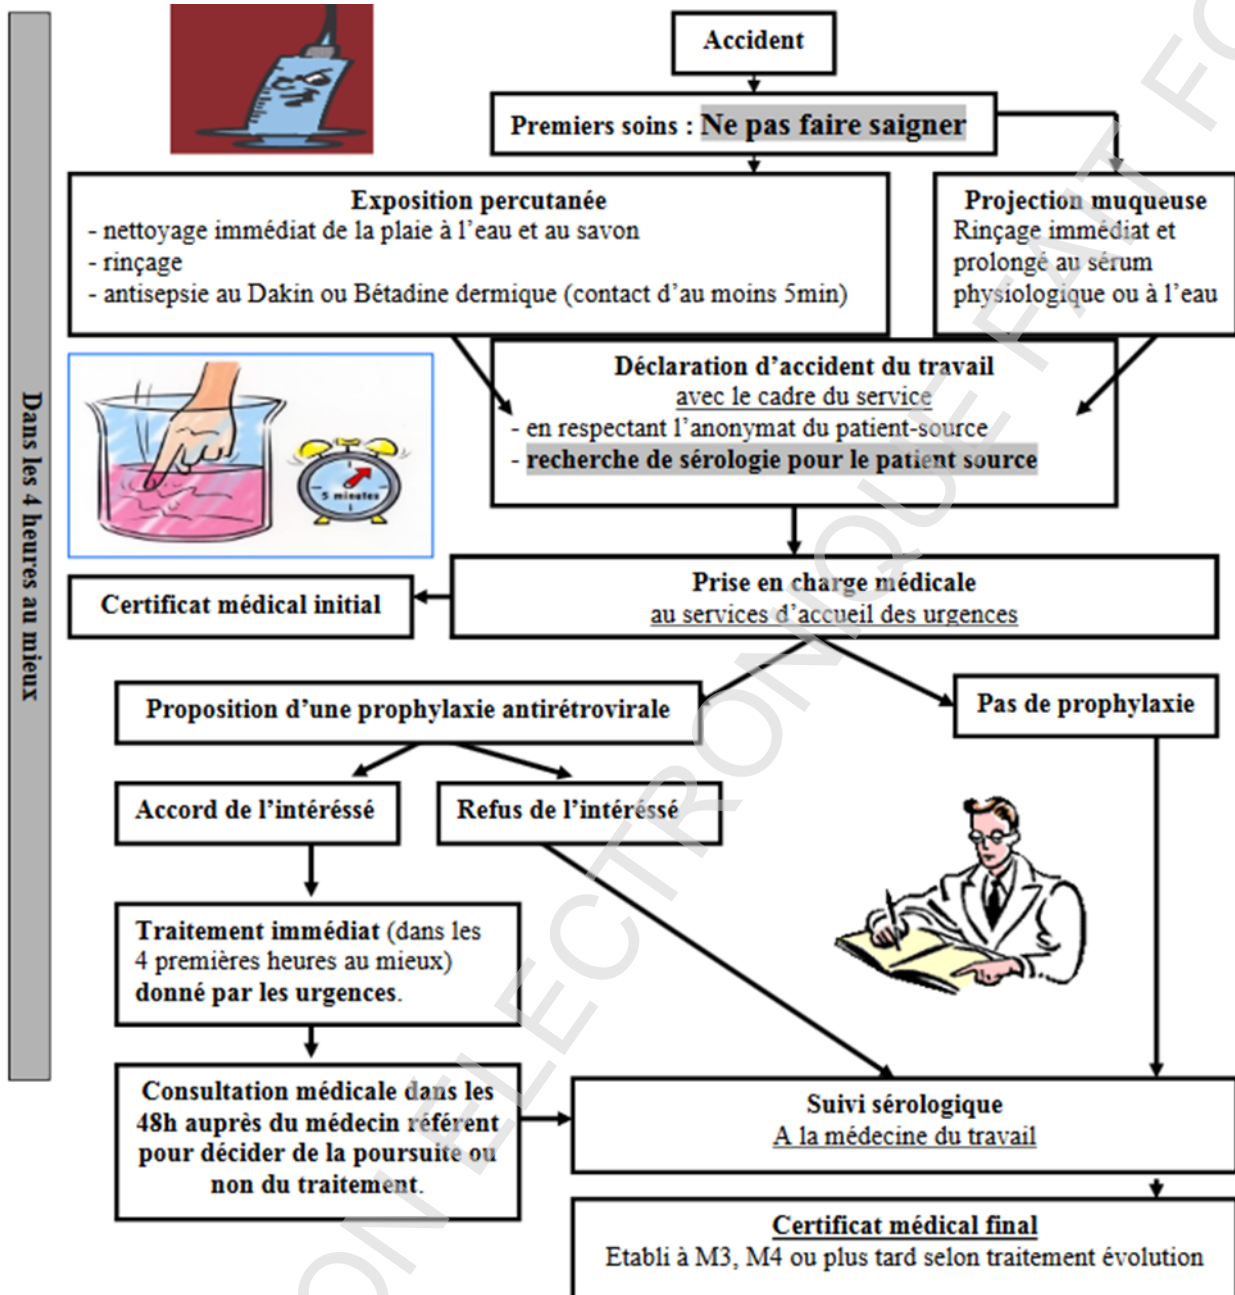 Accident
Premiers soins : Ne pas faire saigner
Exposition percutanée
- nettoyage immédiat de la plaie à l'eau et au savon
- rinçage
- antisepsie au Dakin ou Bétadine dermique (contact d'au moins 5min)
Projection muqueuse
Rinçage immédiat et
prolongé au sérum
physiologique ou à l'eau
Déclaration d'accident du travail
avec le cadre du service
- en respectant l'anonymat du patient-source
- recherche de sérologie pour le patient source
5 minutes
Dans les 4 heures au mieux
Prise en charge médicale
au services d'accueil des urgences
Certificat médical initial
Proposition d'une prophylaxie antirétrovirale
Pas de prophylaxie
Accord de l'intéréssé
Refus de l'intéréssé
Traitement immédiat (dans les
4 premières heures au mieux)
donné par les urgences.
Consultation médicale dans les
48h auprès du médecin référent
pour décider de la poursuite ou
non du traitement.
Suivi sérologique
A la médecine du travail
Certificat médical final
Etabli à M3, M4 ou plus tard selon traitement évolution
ON ELECTRONIQUE FAIT FO